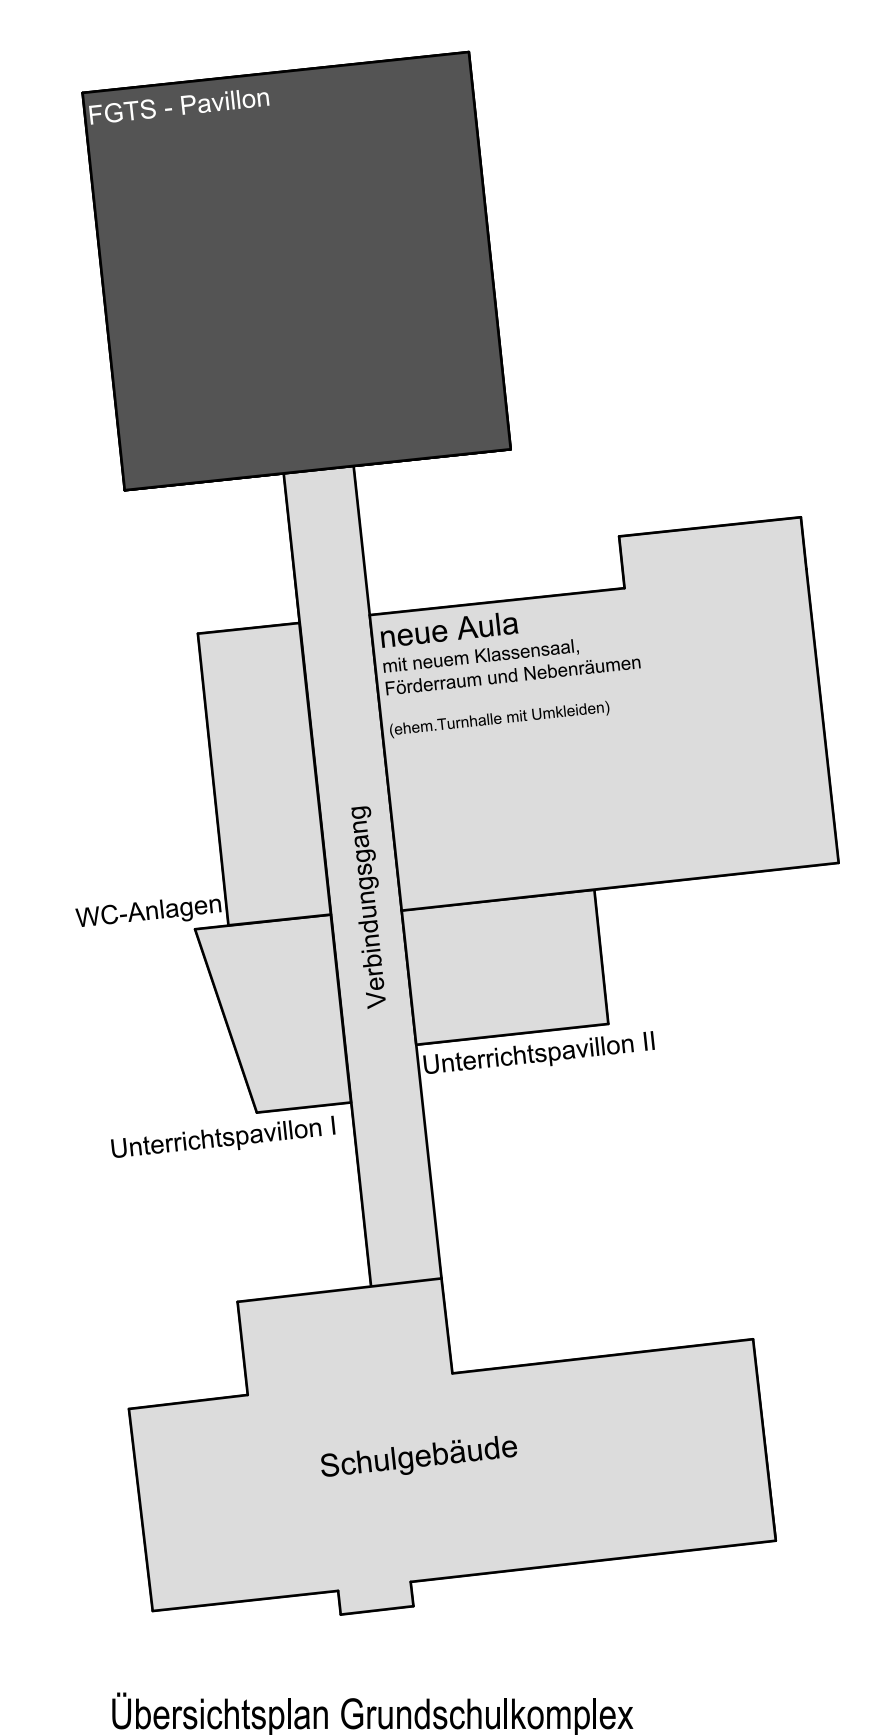 FGTS - Pavillon
neue Aula
mit neuem Klassensaal,
Förderraum und Nebenräumen
(ehem.Turnhalle mit Umkleiden)
Verbindungsgang
WC-Anlagen
Unterrichtspavillon II
Unterrichtspavillon I
Schulgebäude
Übersichtsplan Grundschulkomplex